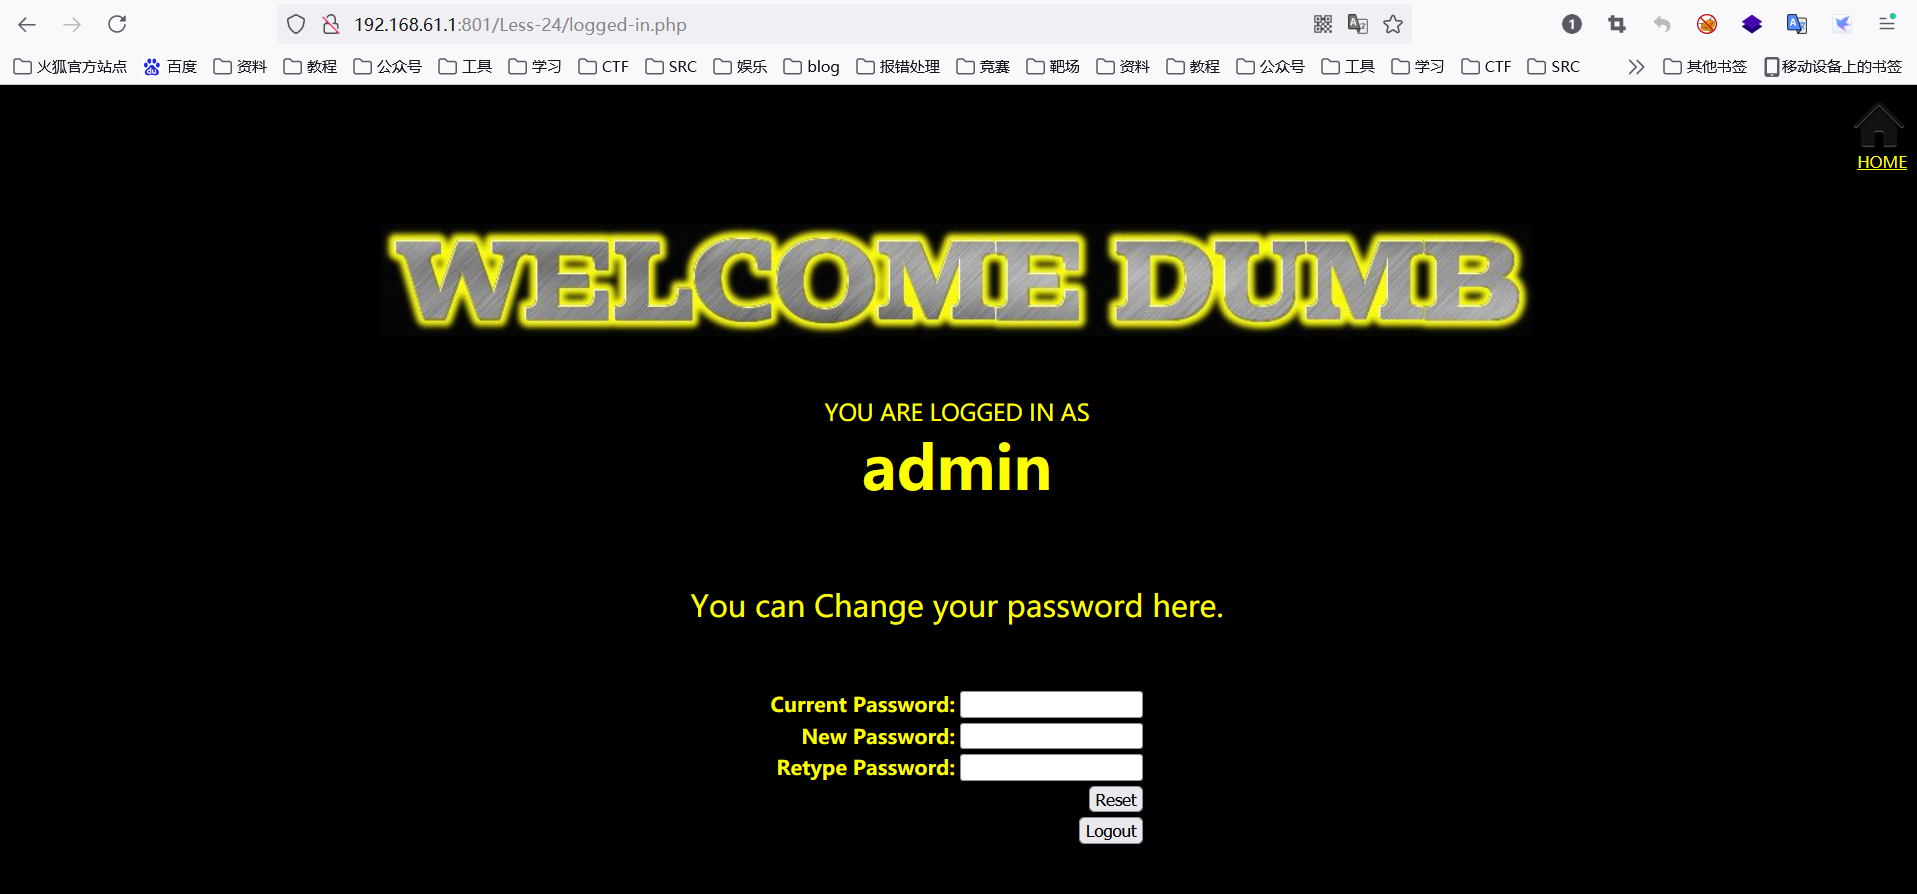 192.168.61.1:801/Less-24/logged-in.php
火狐官方站点 百度 资料 教程 公众号 工具 学习 CTF SRC 娱乐 blog 报错处理 竞赛 靶场 资料 教程 公众号 工具 学习 CTF SRC 其他书签 移动设备上的书签
HOME
WELCOME DUMB
YOU ARE LOGGED IN AS
admin
You can Change your password here.
Current Password:
New Password:
Retype Password:
Reset
Logout